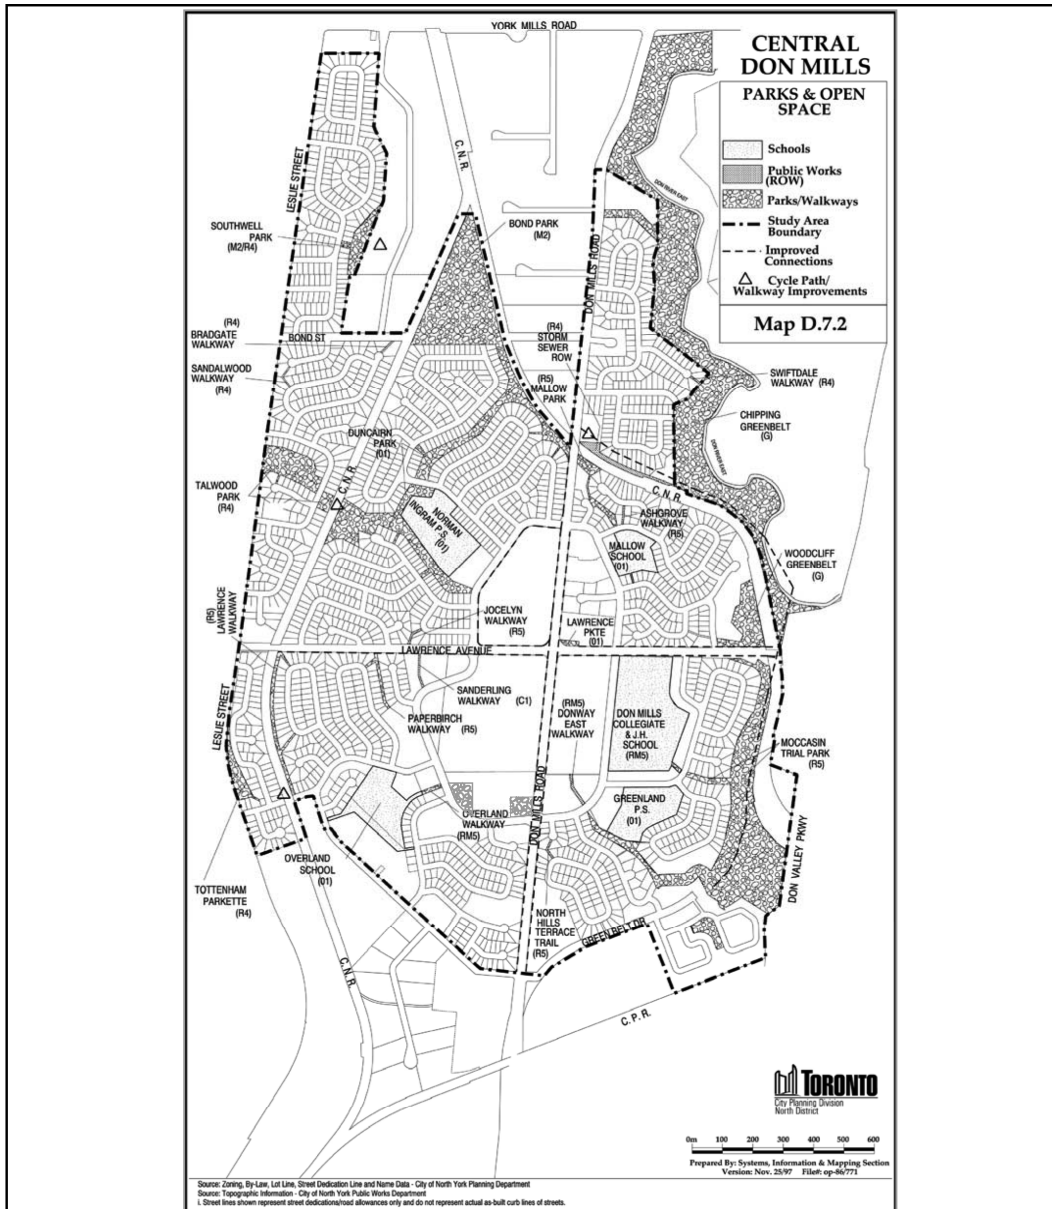 YORK MILLS ROAD
CENTRAL
DON MILLS
PARKS & OPEN
SPACE
Schools
Public Works
(ROW)
Parks/Walkways
Study Area
Boundary
Improved
Connections
Cycle Path/
Walkway Improvements
Map D.7.2
C.N.R.
LESLIE STREET
DON RIVER EAST
SOUTHWELL
PARK
(M2/R4)
BOND PARK
(M2)
DON MILLS ROAD
(R4)
BRADGATE
WALKWAY
BOND ST
(R4)
STORM
SEWER
ROW
SANDALWOOD
WALKWAY
(R4)
(R5)
MALLOW
PARK
SWIFTDALE
WALKWAY (R4)
CHIPPING
GREENBELT
(G)
DUNCAIRN
PARK
(01)
DON RIVER EAST
C.N.R.
TALWOOD
PARK
(R4)
C.N.R.
NORMAN
INGRAM P.S.
(01)
ASHGROVE
WALKWAY
(R5)
MALLOW
SCHOOL
(01)
WOODCLIFF
GREENBELT
(G)
(R5)
LAWRENCE
WALKWAY
JOCELYN
WALKWAY
(R5)
LAWRENCE
PKTE
(01)
LAWRENCE AVENUE
LESLIE STREET
SANDERLING
WALKWAY (C1)
PAPERBIRCH
WALKWAY (R5)
(RM5)
DONWAY
EAST
WALKWAY
DON MILLS
COLLEGIATE
& J.H.
SCHOOL
(RM5)
MOCCASIN
TRIAL PARK
(R5)
DON MILLS ROAD
GREENLAND
P.S.
(01)
OVERLAND
WALKWAY
(RM5)
DON VALLEY PKWY
OVERLAND
SCHOOL
(01)
TOTTENHAM
PARKETTE
(R4)
NORTH
HILLS
TERRACE
TRAIL
(R5)
GREEN BELT DR
C.N.R.
C.P.R.
TORONTO
City Planning Division
North District
0m 100 200 300 400 500 600
Prepared By: Systems, Information & Mapping Section
Version: Nov. 25/97 File#: op-86/771
Source: Zoning, By-Law, Lot Line, Street Dedication Line and Name Data - City of North York Planning Department
Source: Topographic Information - City of North York Public Works Department
i. Street lines shown represent street dedications/road allowances only and do not represent actual as-built curb lines of streets.